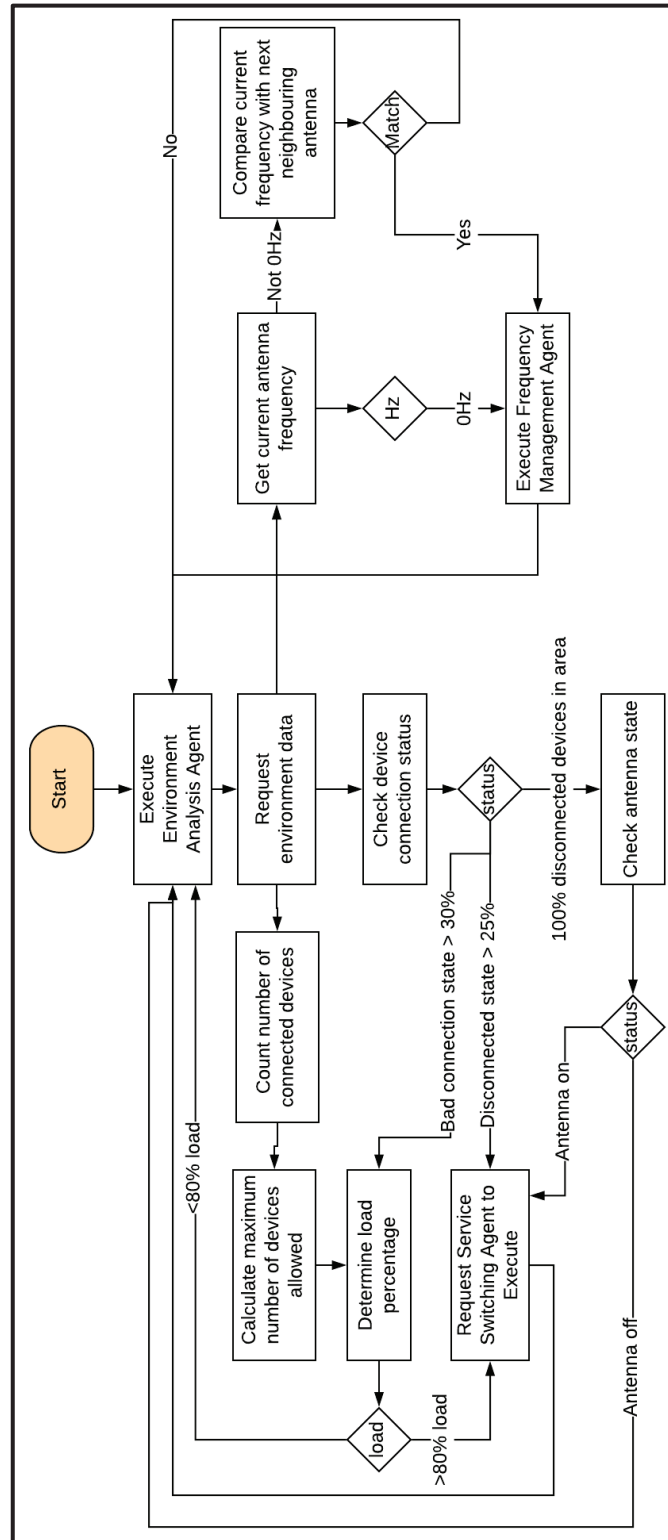 Start
Execute
Environment
Analysis Agent
Request
environment data
Count number of
connected devices
Calculate maximum
number of devices
allowed
Determine load
percentage
load
<80% load
>80% load
Request Service
Switching Agent to
Execute
Check device
connection status
status
Bad connection state > 30%
Disconnected state > 25%
100% disconnected devices in area
Check antenna state
status
Antenna on
Antenna off
Get current antenna
frequency
Not 0Hz
Hz
0Hz
Compare current
frequency with next
neighbouring
antenna
Match
No
Yes
Execute Frequency
Management Agent